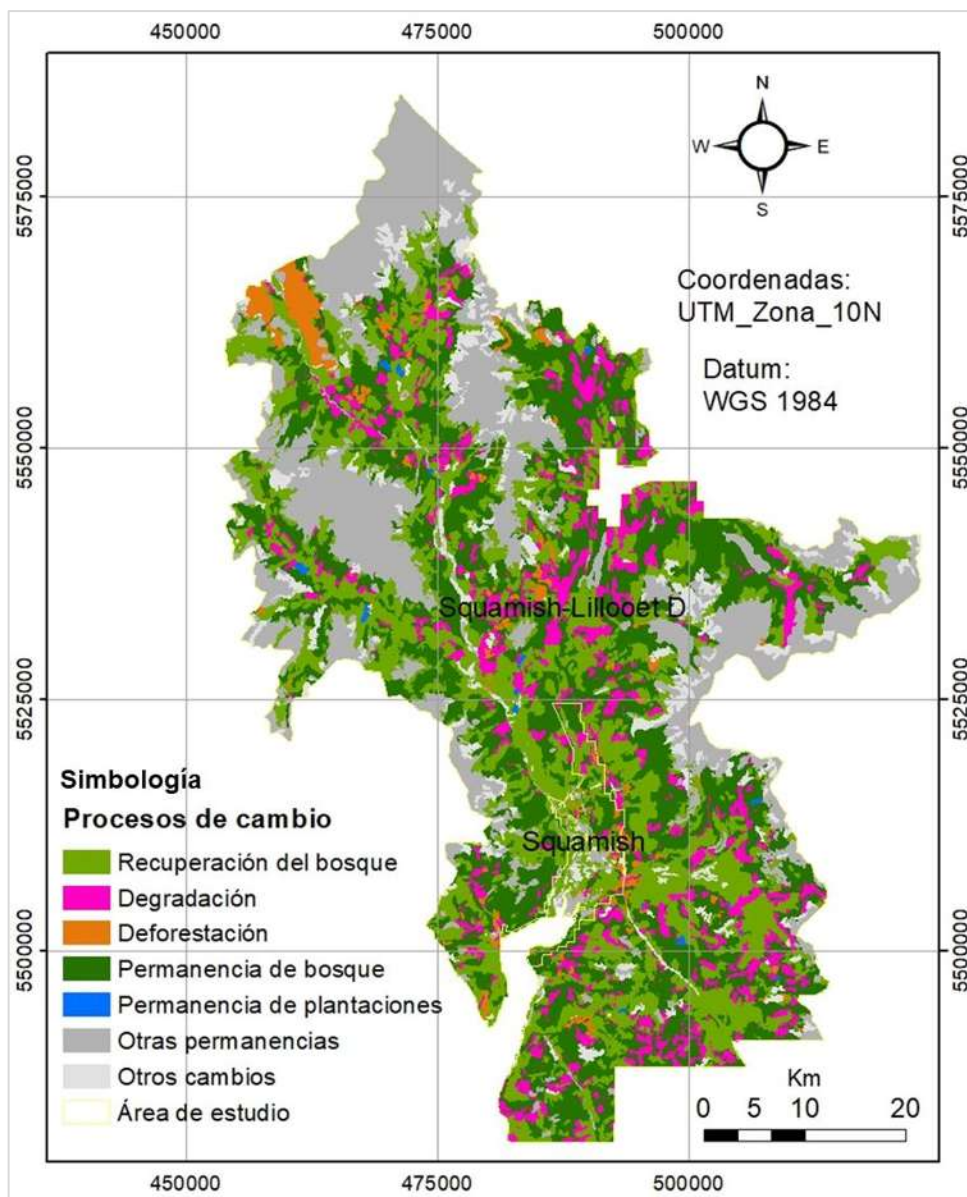 450000 475000 500000
N
W E
S
5575000 5575000
Coordenadas:
UTM_Zona_10N
Datum:
WGS 1984
5550000 5550000
Squamish-Lillooet D
5525000 5525000
Simbología
Procesos de cambio
Squamish
Recuperación del bosque
Degradación
Deforestación
Permanencia de bosque
Permanencia de plantaciones
Otras permanencias
Otros cambios
Área de estudio
5500000 5500000
Km
0 5 10 20
450000 475000 500000